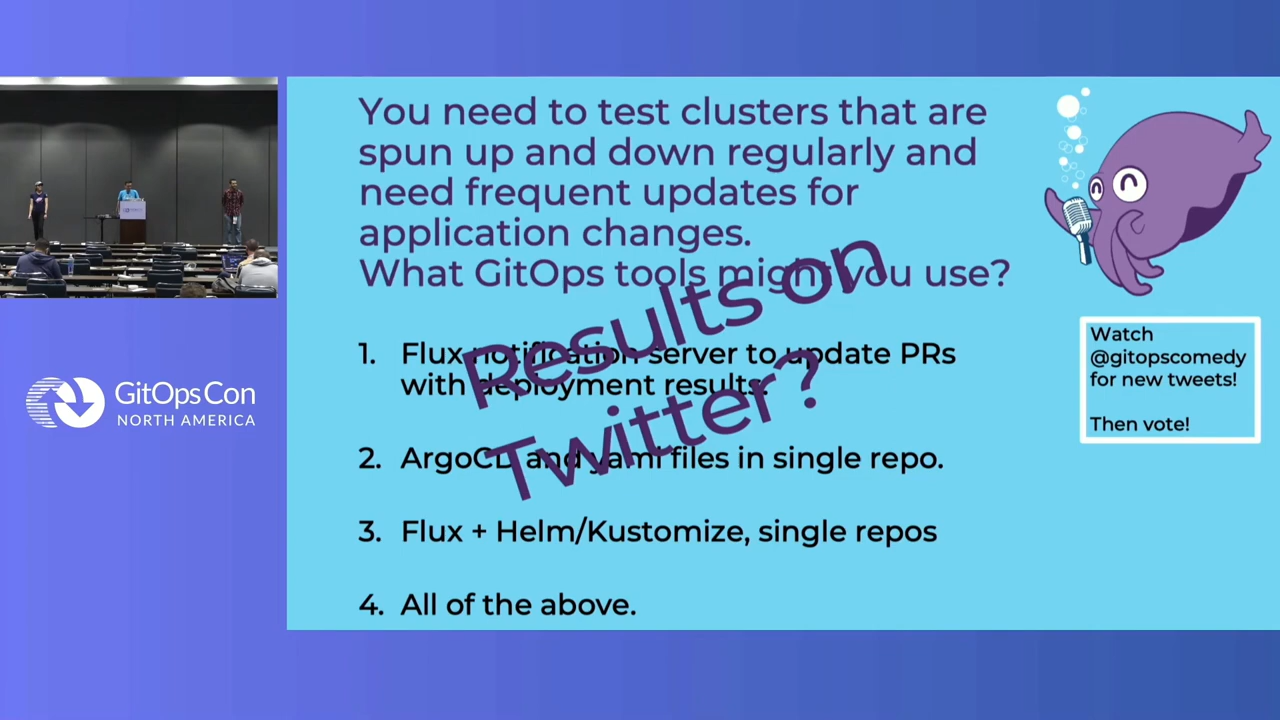 You need to test clusters that are
spun up and down regularly and
need frequent updates for
application changes.
What GitOps tools might you use?
Results on
Twitter?
1. Flux notification server to update PRs
with deployment results.
2. ArgoCD and yaml files in single repo.
3. Flux + Helm/Kustomize, single repos
4. All of the above.
Watch
@gitopscomedy
for new tweets!
Then vote!
GitOpsCon
NORTH AMERICA